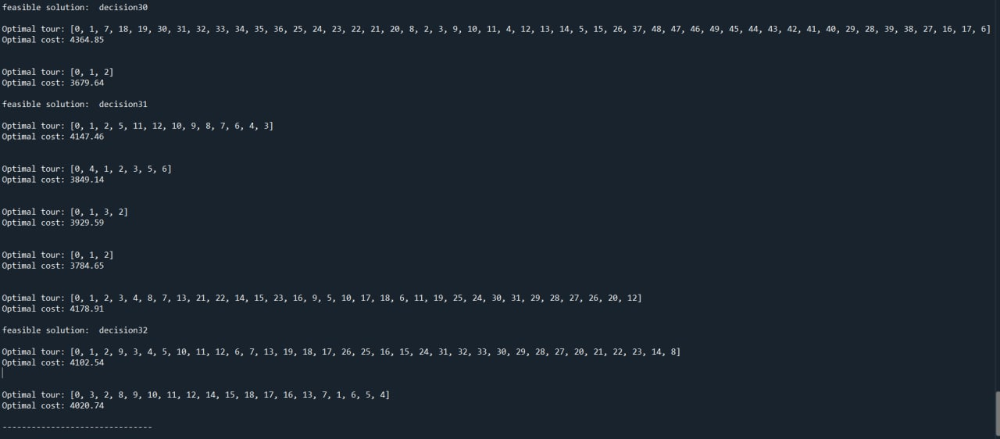 feasible solution:  decision30
Optimal tour: [0, 1, 7, 18, 19, 30, 31, 32, 33, 34, 35, 36, 25, 24, 23, 22, 21, 20, 8, 2, 3, 9, 10, 11, 4, 12, 13, 14, 5, 15, 26, 37, 48, 47, 46, 49, 45, 44, 43, 42, 41, 40, 29, 28, 39, 38, 27, 16, 17, 6]
Optimal cost: 4364.85
Optimal tour: [0, 1, 2]
Optimal cost: 3679.64
feasible solution:  decision31
Optimal tour: [0, 1, 2, 5, 11, 12, 10, 9, 8, 7, 6, 4, 3]
Optimal cost: 4147.46
Optimal tour: [0, 4, 1, 2, 3, 5, 6]
Optimal cost: 3849.14
Optimal tour: [0, 1, 3, 2]
Optimal cost: 3929.59
Optimal tour: [0, 1, 2]
Optimal cost: 3784.65
Optimal tour: [0, 1, 2, 3, 4, 8, 7, 13, 21, 22, 14, 15, 23, 16, 9, 5, 10, 17, 18, 6, 11, 19, 25, 24, 30, 31, 29, 28, 27, 26, 20, 12]
Optimal cost: 4178.91
feasible solution:  decision32
Optimal tour: [0, 1, 2, 9, 3, 4, 5, 10, 11, 12, 6, 7, 13, 19, 18, 17, 26, 25, 16, 15, 24, 31, 32, 33, 30, 29, 28, 27, 20, 21, 22, 23, 14, 8]
Optimal cost: 4102.54
Optimal tour: [0, 3, 2, 8, 9, 10, 11, 12, 14, 15, 18, 17, 16, 13, 7, 1, 6, 5, 4]
Optimal cost: 4020.74
-------------------------------